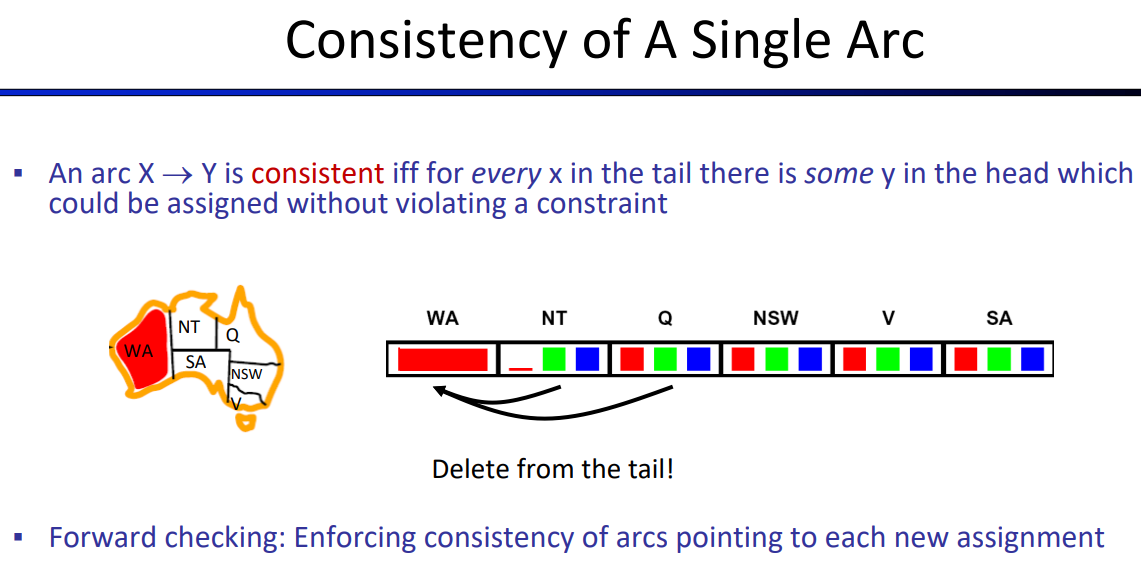 Consistency of A Single Arc
▪ An arc X → Y is consistent iff for every x in the tail there is some y in the head which
could be assigned without violating a constraint
WA
NT
Q
SA
NSW
V
WA NT Q NSW V SA
Delete from the tail!
▪ Forward checking: Enforcing consistency of arcs pointing to each new assignment